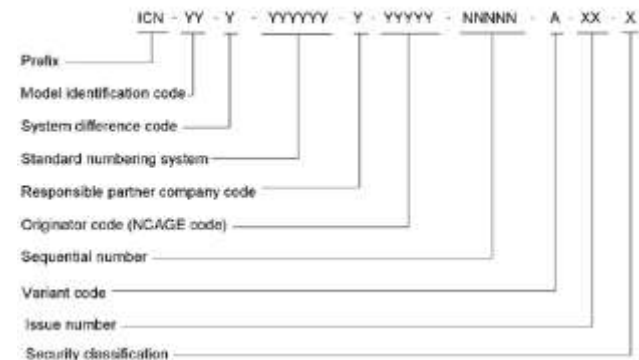 ICN - YY - Y - YYYYYY - Y - YYYYY - NNNNN - A - XX - X
Prefix
Model identification code
System difference code
Standard numbering system
Responsible partner company code
Originator code (NCAGE code)
Sequential number
Variant code
Issue number
Security classification